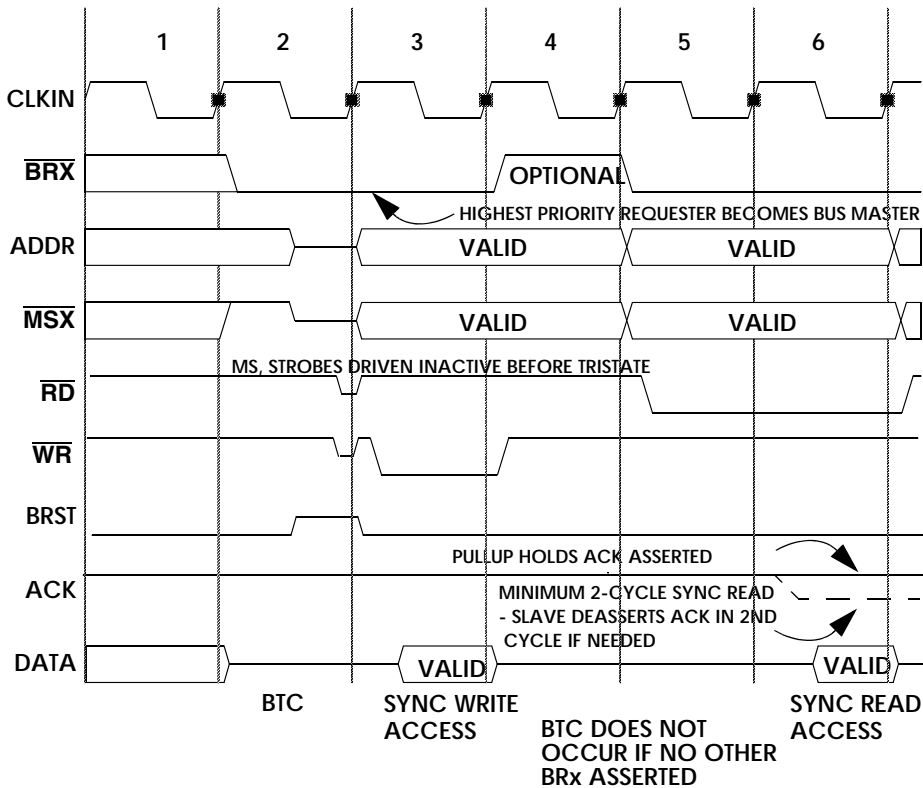 1 2 3 4 5 6
CLKIN
BRX
OPTIONAL
HIGHEST PRIORITY REQUESTER BECOMES BUS MASTER
ADDR
VALID VALID
MSX
VALID VALID
MS, STROBES DRIVEN INACTIVE BEFORE TRISTATE
RD
WR
BRST
PULLUP HOLDS ACK ASSERTED
ACK
MINIMUM 2-CYCLE SYNC READ
- SLAVE DEASSERTS ACK IN 2ND
CYCLE IF NEEDED
DATA
VALID VALID
BTC
SYNC WRITE
ACCESS
BTC DOES NOT
OCCUR IF NO OTHER
BRx ASSERTED
SYNC READ
ACCESS